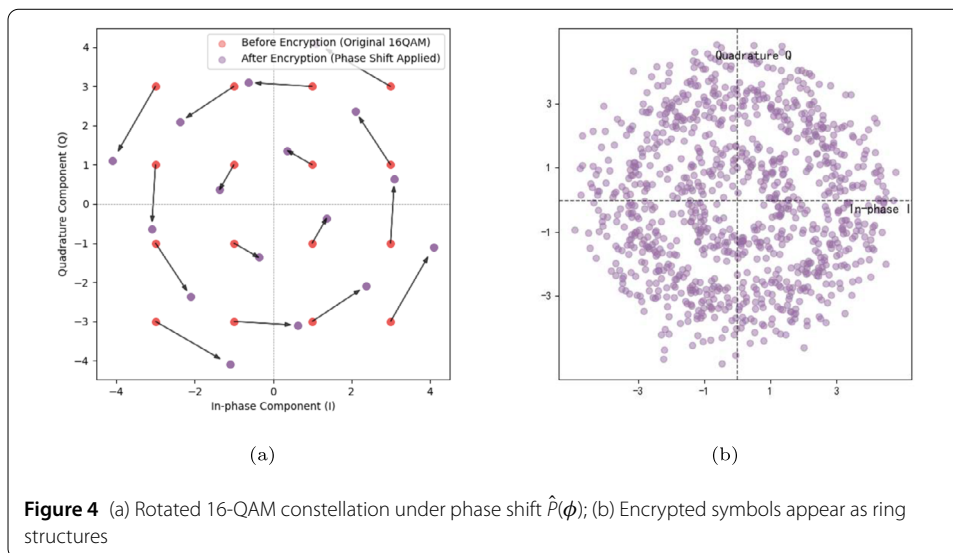 Before Encryption (Original 16QAM)
After Encryption (Phase Shift Applied)
Quadrature Component (Q)
4
3
2
1
0
−1
−2
−3
−4
−4
−2
0
2
4
In-phase Component (I)
(a)
Quadrature Q
In-phase I
3
1
-1
-3
-3
-1
1
3
(b)
Figure 4 (a) Rotated 16-QAM constellation under phase shift P̂(ϕ); (b) Encrypted symbols appear as ring
structures